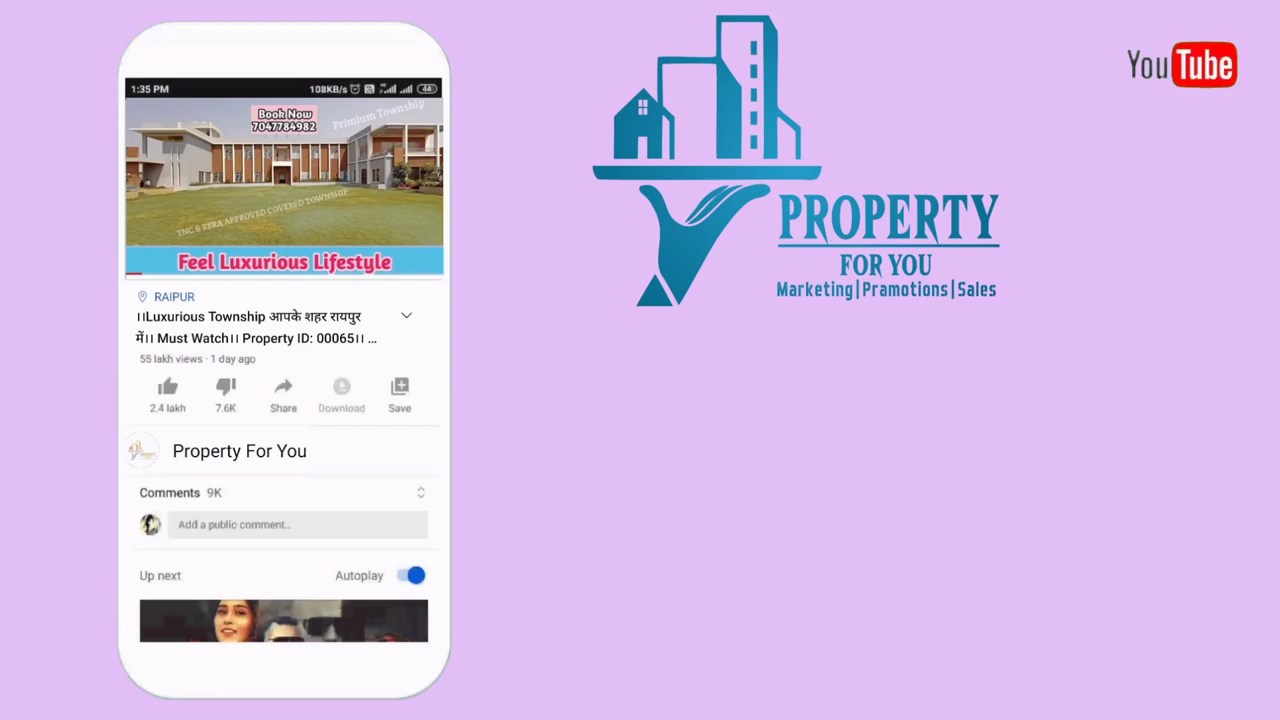 1:35 PM
108KB/s
44
Book Now
7047784982
Primium Township
TNC & RERA APPROVED COVERED TOWNSHIP
Feel Luxurious Lifestyle
RAIPUR
।।Luxurious Township आपके शहर रायपुर
में।। Must Watch।। Property ID: 00065।। ...
55 lakh views · 1 day ago
2.4 lakh
7.6K
Share
Download
Save
Property For You
Comments 9K
Add a public comment..
Up next
Autoplay
PROPERTY
FOR YOU
Marketing|Pramotions|Sales
YouTube